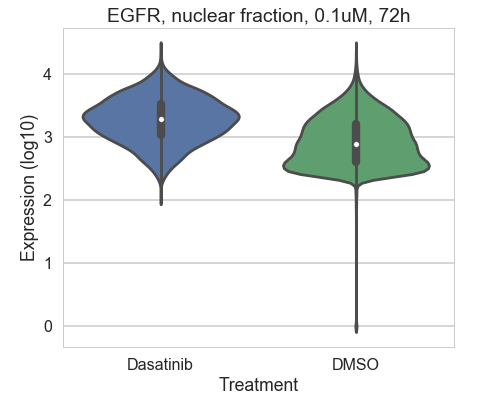 EGFR, nuclear fraction, 0.1uM, 72h
Expression (log10)
4
3
2
1
0
Dasatinib DMSO
Treatment